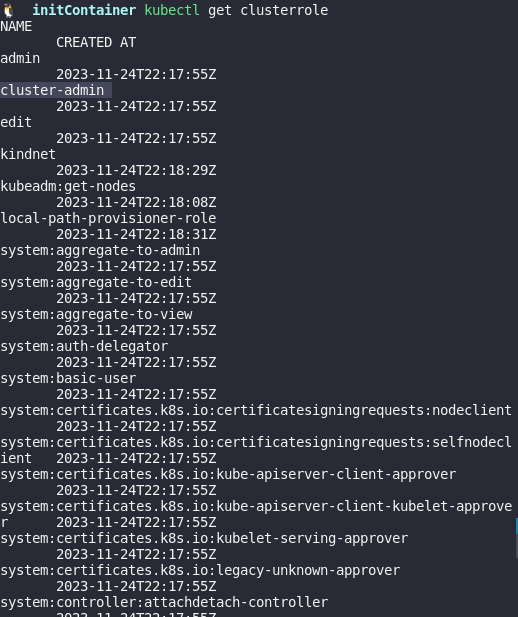 initContainer kubectl get clusterrole
NAME
CREATED AT
admin
2023-11-24T22:17:55Z
cluster-admin
2023-11-24T22:17:55Z
edit
2023-11-24T22:17:55Z
kindnet
2023-11-24T22:18:29Z
kubeadm:get-nodes
2023-11-24T22:18:08Z
local-path-provisioner-role
2023-11-24T22:18:31Z
system:aggregate-to-admin
2023-11-24T22:17:55Z
system:aggregate-to-edit
2023-11-24T22:17:55Z
system:aggregate-to-view
2023-11-24T22:17:55Z
system:auth-delegator
2023-11-24T22:17:55Z
system:basic-user
2023-11-24T22:17:55Z
system:certificates.k8s.io:certificatesigningrequests:nodeclient
2023-11-24T22:17:55Z
system:certificates.k8s.io:certificatesigningrequests:selfnodecl
ient 2023-11-24T22:17:55Z
system:certificates.k8s.io:kube-apiserver-client-approver
2023-11-24T22:17:55Z
system:certificates.k8s.io:kube-apiserver-client-kubelet-approve
r 2023-11-24T22:17:55Z
system:certificates.k8s.io:kubelet-serving-approver
2023-11-24T22:17:55Z
system:certificates.k8s.io:legacy-unknown-approver
2023-11-24T22:17:55Z
system:controller:attachdetach-controller